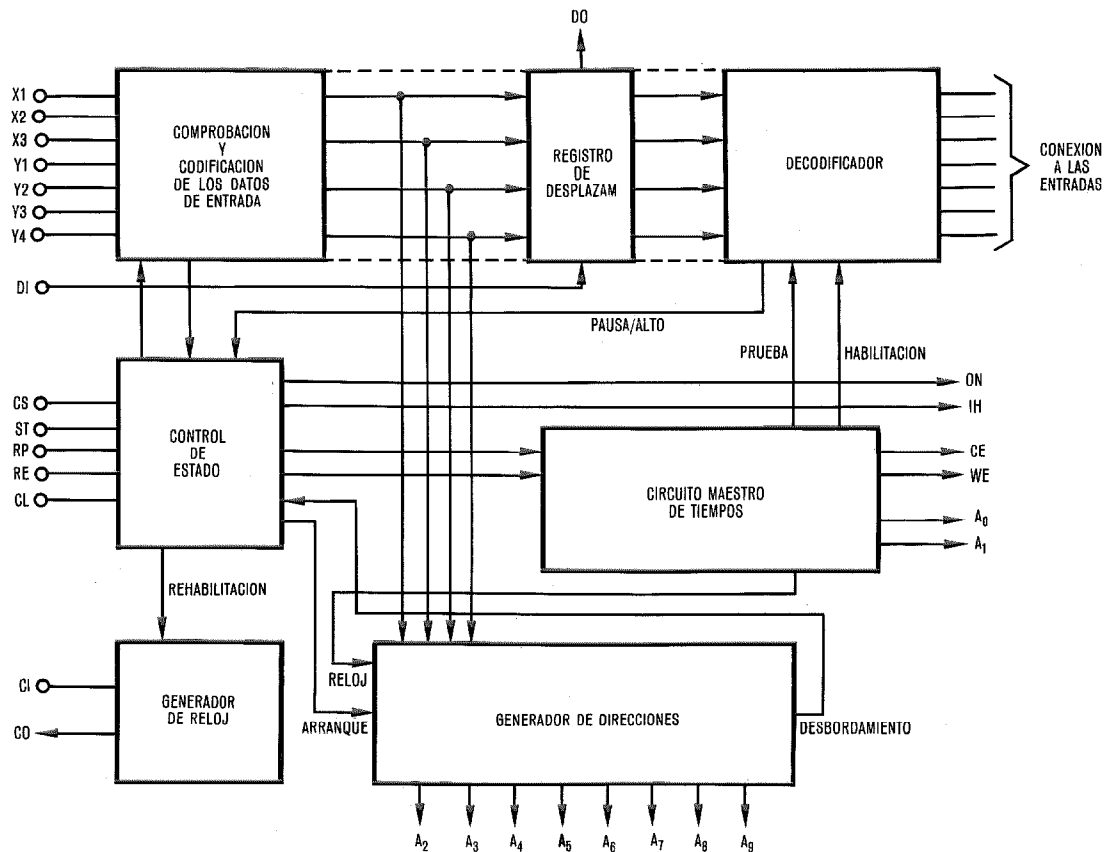 DO
X1
X2
X3
Y1
Y2
Y3
Y4
COMPROBACION
Y
CODIFICACION
DE LOS DATOS
DE ENTRADA
REGISTRO
DE
DESPLAZAM
DECODIFICADOR
CONEXION
A LAS
ENTRADAS
DI
PAUSA/ALTO
PRUEBA
HABILITACION
CS
ST
RP
RE
CL
CONTROL
DE
ESTADO
ON
IH
CIRCUITO MAESTRO
DE TIEMPOS
CE
WE
A0
A1
REHABILITACION
CI
CO
GENERADOR
DE RELOJ
RELOJ
ARRANQUE
GENERADOR DE DIRECCIONES
DESBORDAMIENTO
A2 A3 A4 A5 A6 A7 A8 A9